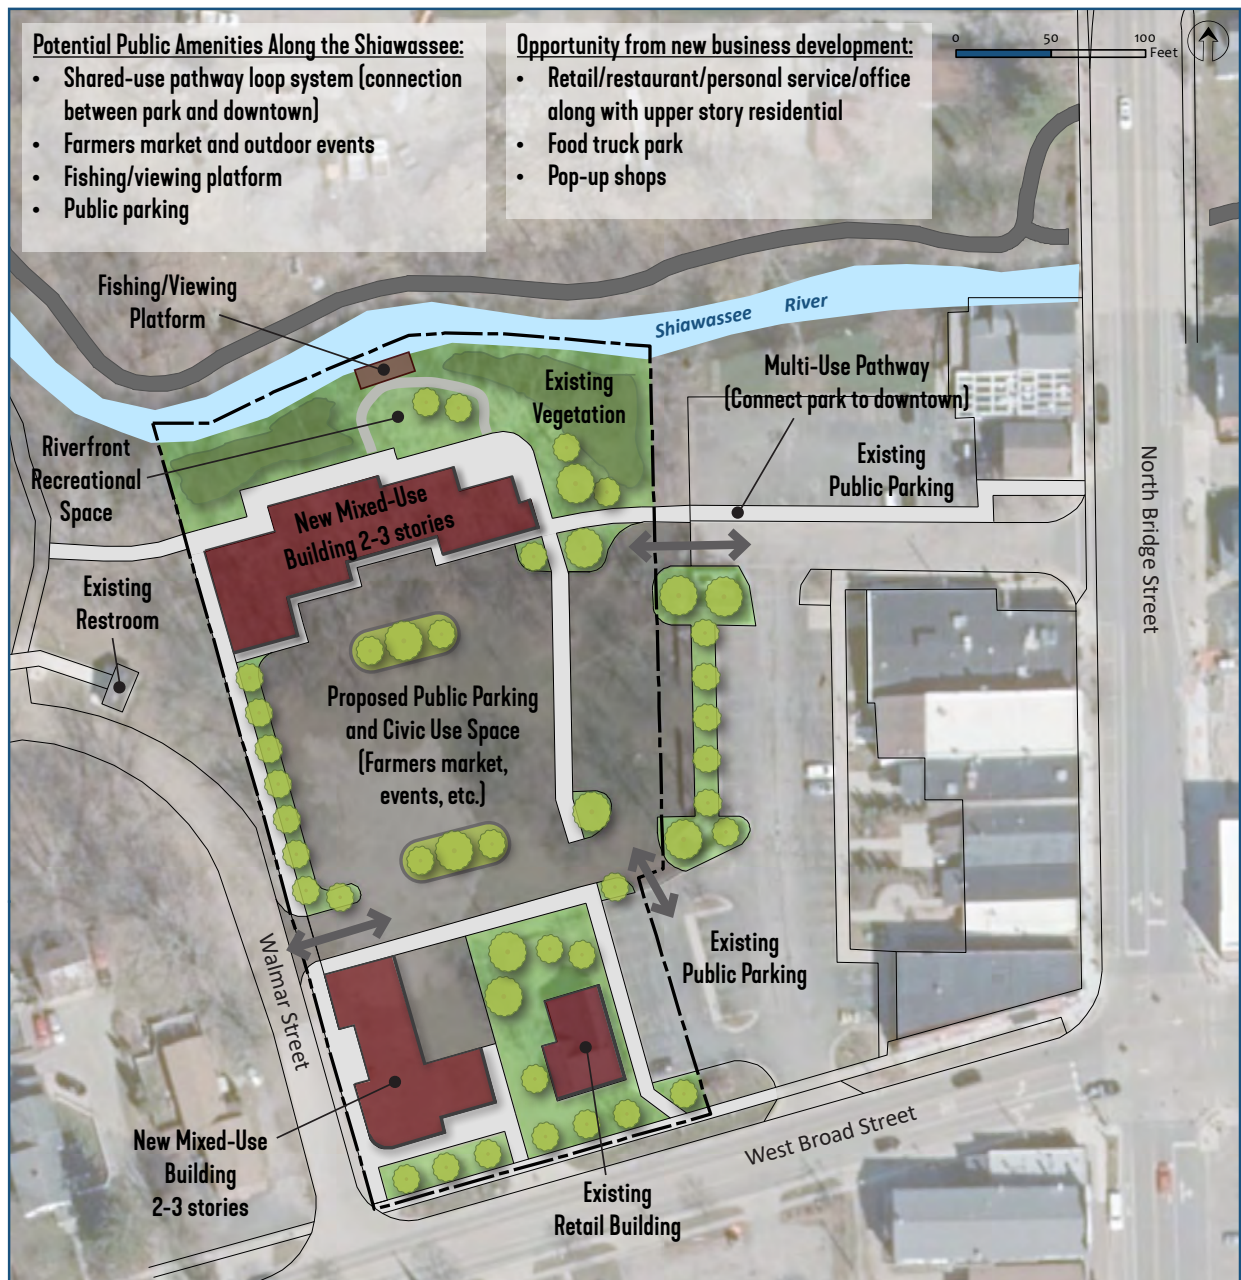 Potential Public Amenities Along the Shiawassee:
• Shared-use pathway loop system (connection
between park and downtown)
• Farmers market and outdoor events
• Fishing/viewing platform
• Public parking
Opportunity from new business development:
• Retail/restaurant/personal service/office
along with upper story residential
• Food truck park
• Pop-up shops
0 50 100
Feet
Fishing/Viewing
Platform
Shiawassee River
Multi-Use Pathway
(Connect park to downtown)
Existing
Vegetation
Riverfront
Recreational
Space
Existing
Public Parking
New Mixed-Use
Building 2-3 stories
North Bridge Street
Existing
Restroom
Proposed Public Parking
and Civic Use Space
(Farmers market,
events, etc.)
Walmar Street
Existing
Public Parking
New Mixed-Use
Building
2-3 stories
West Broad Street
Existing
Retail Building